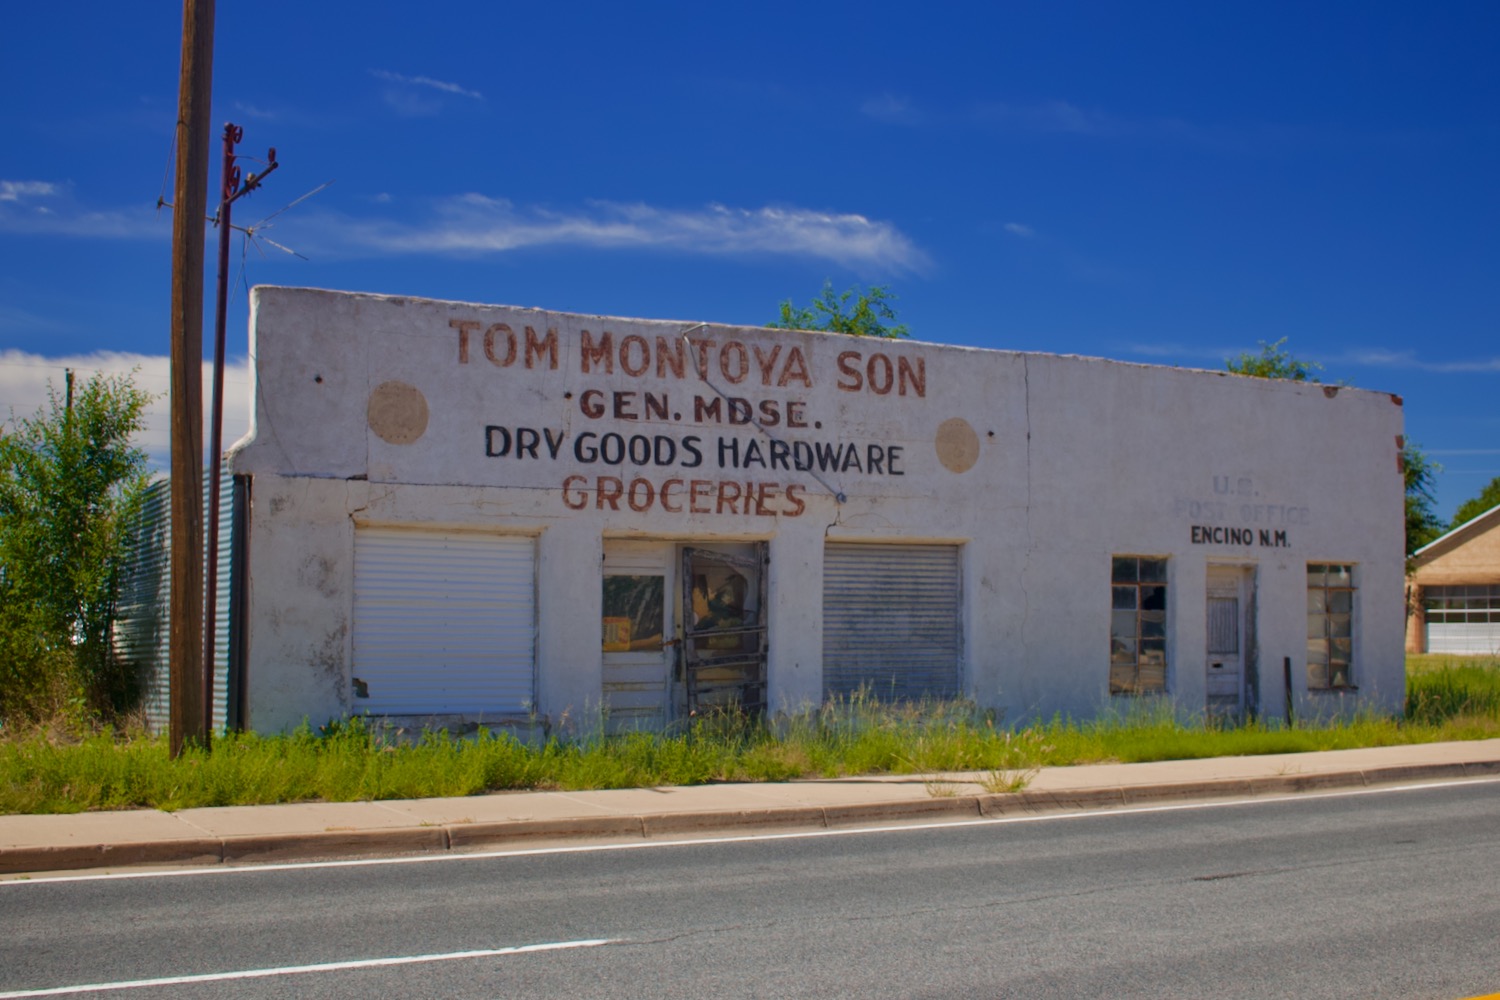 TOM MONTOYA SON
GEN. MDSE.
DRY GOODS HARDWARE
GROCERIES
U.S.
POST OFFICE
ENCINO N.M.